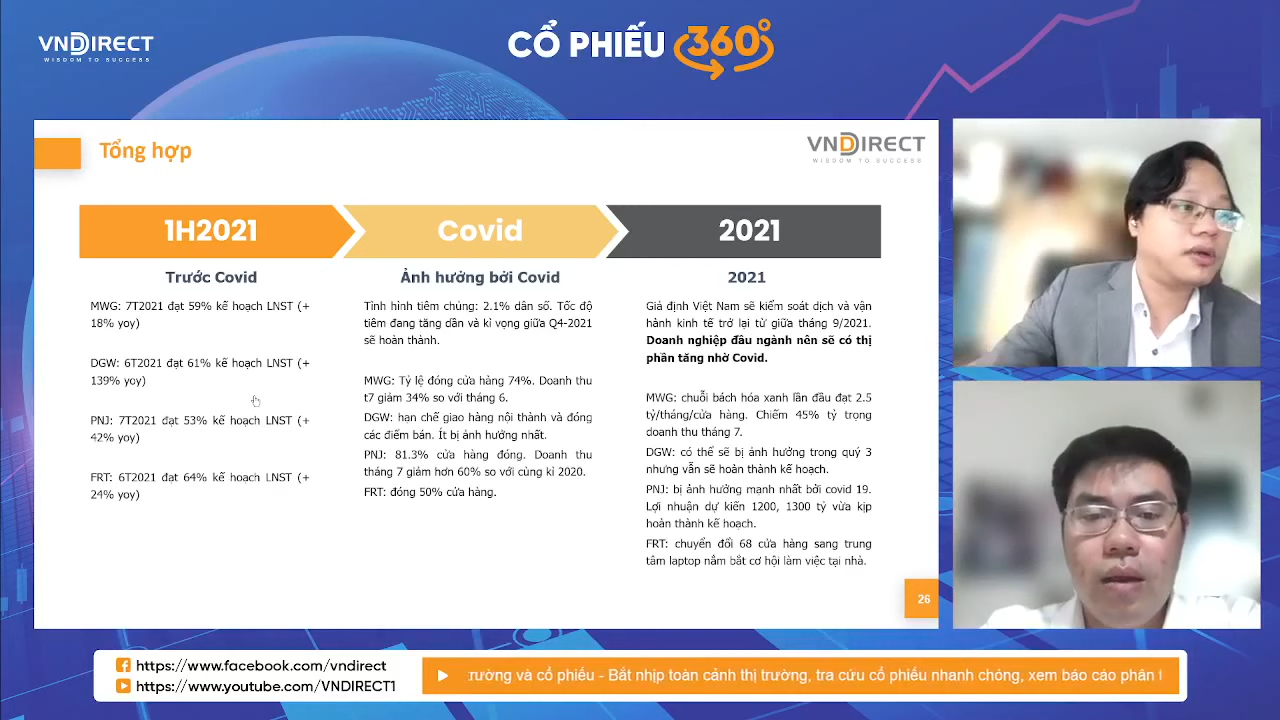 VNDIRECT
WISDOM TO SUCCESS
CỔ PHIẾU 360°
Tổng hợp
VNDIRECT
WISDOM TO SUCCESS
1H2021
Covid
2021
Trước Covid
MWG: 7T2021 đạt 59% kế hoạch LNST (+
18% yoy)
DGW: 6T2021 đạt 61% kế hoạch LNST (+
139% yoy)
PNJ: 7T2021 đạt 53% kế hoạch LNST (+
42% yoy)
FRT: 6T2021 đạt 64% kế hoạch LNST (+
24% yoy)
Ảnh hưởng bởi Covid
Tình hình tiêm chủng: 2.1% dân số. Tốc độ
tiêm đang tăng dần và kì vọng giữa Q4-2021
sẽ hoàn thành.
MWG: Tỷ lệ đóng cửa hàng 74%. Doanh thu
t7 giảm 34% so với tháng 6.
DGW: hạn chế giao hàng nội thành và đóng
các điểm bán. Ít bị ảnh hưởng nhất.
PNJ: 81.3% cửa hàng đóng. Doanh thu
tháng 7 giảm hơn 60% so với cùng kì 2020.
FRT: đóng 50% cửa hàng.
2021
Giả định Việt Nam sẽ kiểm soát dịch và vận
hành kinh tế trở lại từ giữa tháng 9/2021.
Doanh nghiệp đầu ngành nên sẽ có thị
phần tăng nhờ Covid.
MWG: chuỗi bách hóa xanh lần đầu đạt 2.5
tỷ/tháng/cửa hàng. Chiếm 45% tỷ trọng
doanh thu tháng 7.
DGW: có thể sẽ bị ảnh hưởng trong quý 3
nhưng vẫn sẽ hoàn thành kế hoạch.
PNJ: bị ảnh hưởng mạnh nhất bởi covid 19.
Lợi nhuận dự kiến 1200, 1300 tỷ vừa kịp
hoàn thành kế hoạch.
FRT: chuyển đổi 68 cửa hàng sang trung
tâm laptop nắm bắt cơ hội làm việc tại nhà.
26
https://www.facebook.com/vndirect
https://www.youtube.com/VNDIRECT1
trường và cổ phiếu - Bắt nhịp toàn cảnh thị trường, tra cứu cổ phiếu nhanh chóng, xem báo cáo phân